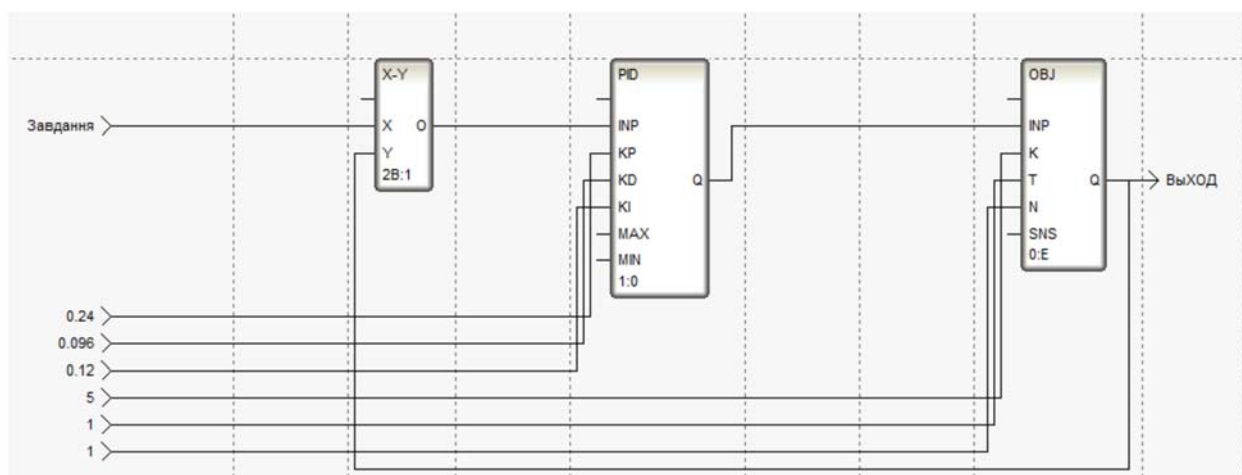 X-Y
PID
OBJ
Завдання
X O
INP
INP
Y
KP
K
2B:1
KD
Q
T
Q
ВыХОД
KI
N
MAX
SNS
MIN
0:E
1:0
0.24
0.096
0.12
5
1
1